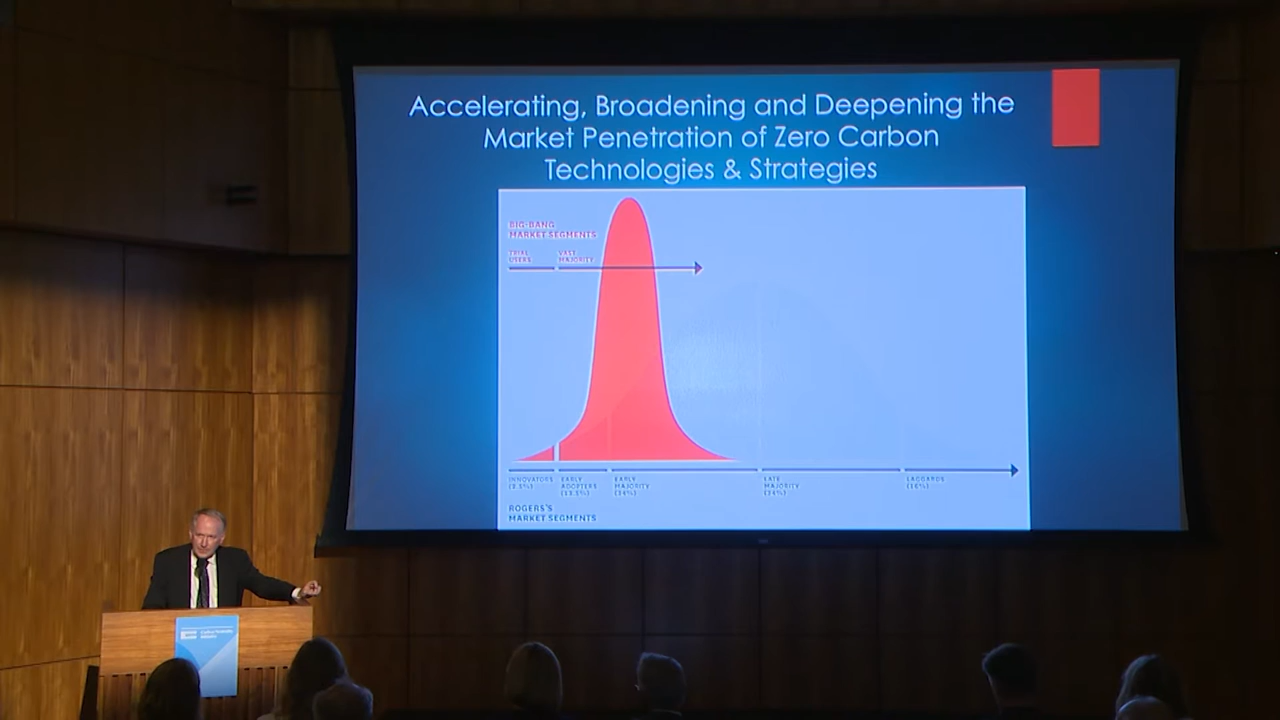 Accelerating, Broadening and Deepening the
Market Penetration of Zero Carbon
Technologies & Strategies
BIG-BANG
MARKET SEGMENTS
TRIAL
USERS
VAST
MAJORITY
INNOVATORS
(2.5%)
EARLY
ADOPTERS
(13.5%)
EARLY
MAJORITY
(34%)
LATE
MAJORITY
(34%)
LAGGARDS
(16%)
ROGERS'S
MARKET SEGMENTS